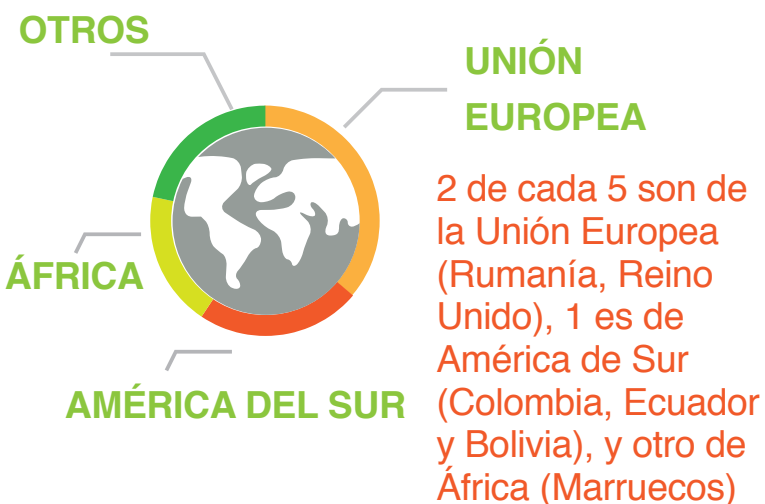 OTROS
UNIÓN
EUROPEA
2 de cada 5 son de
la Unión Europea
(Rumanía, Reino
Unido), 1 es de
América de Sur
(Colombia, Ecuador
y Bolivia), y otro de
África (Marruecos)
ÁFRICA
AMÉRICA DEL SUR